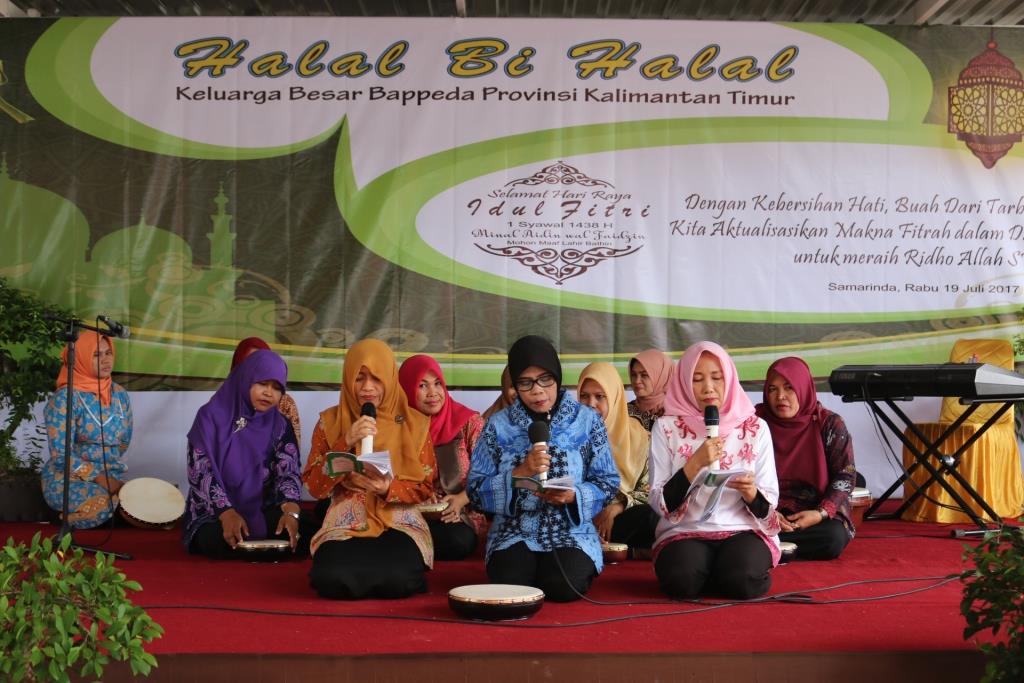 Halal Bi Halal
Keluarga Besar Bappeda Provinsi Kalimantan Timur
Selamat Hari Raya
Idul Fitri
1 Syawal 1438 H
Minal Aidin wal Faidzin
Mohon Maaf Lahir Bathin
Dengan Kebersihan Hati, Buah Dari Tarb
Kita Aktualisasikan Makna Fitrah dalam D
untuk meraih Ridho Allah S
Samarinda, Rabu 19 Juli 2017